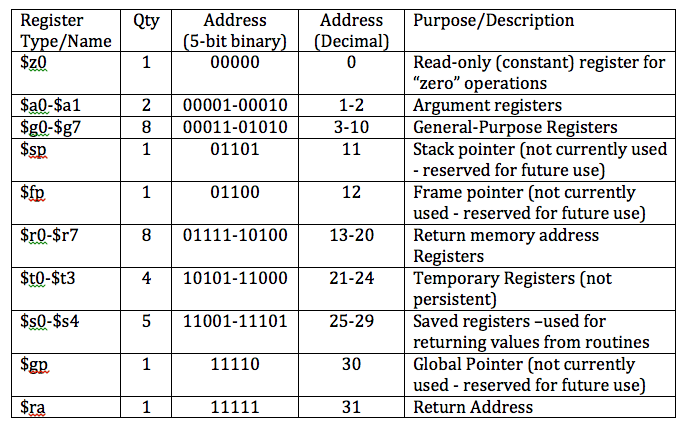 Register Type/Name Qty Address (5-bit binary) Address (Decimal) Purpose/Description
$z0 1 00000 0 Read-only (constant) register for "zero" operations
$a0-$a1 2 00001-00010 1-2 Argument registers
$g0-$g7 8 00011-01010 3-10 General-Purpose Registers
$sp 1 01101 11 Stack pointer (not currently used - reserved for future use)
$fp 1 01100 12 Frame pointer (not currently used - reserved for future use)
$r0-$r7 8 01111-10100 13-20 Return memory address Registers
$t0-$t3 4 10101-11000 21-24 Temporary Registers (not persistent)
$s0-$s4 5 11001-11101 25-29 Saved registers –used for returning values from routines
$gp 1 11110 30 Global Pointer (not currently used - reserved for future use)
$ra 1 11111 31 Return Address